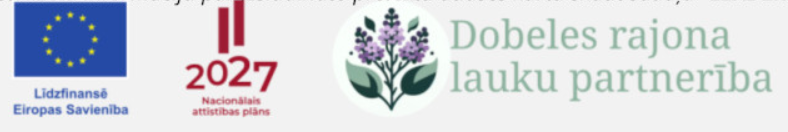 Līdzfinansē
Eiropas Savienība
2027
Nacionālais
attīstības plāns
Dobeles rajona
lauku partnerība